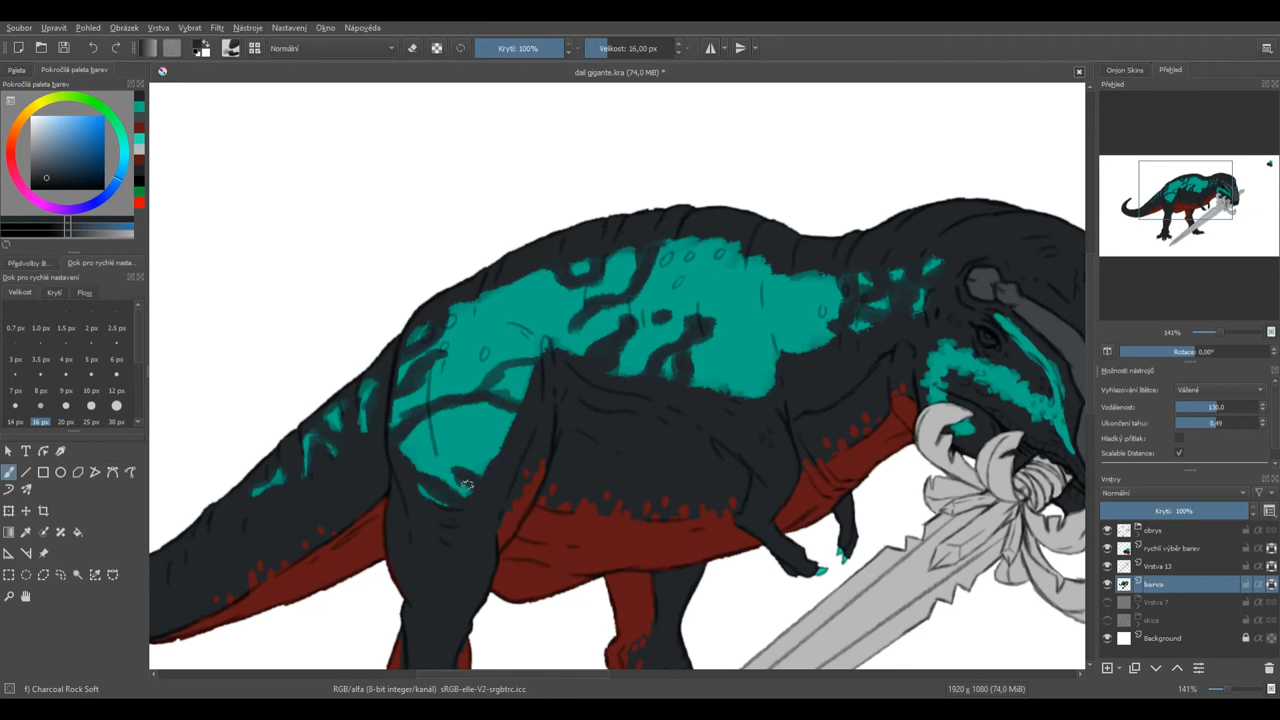 Soubor Upravit Pohled Obrázek Vrstva Vybrat Filtr Nástroje Nastavení Okno Nápověda
Normální Krytí: 100% Velikost: 16,00 px
Paleta Pokročilá paleta barev
dail gigante.kra (74,0 MiB) *
Onjon Skins Přehled
Pokročilá paleta barev
Přehled
Předvolby št...
Dok pro rychlé nasta...
Dok pro rychlé nastavení
Velikost Krytí Flow
0.7 px 1.0 px 1.5 px 2 px 2.5 px
3 px 3.5 px 4 px 5 px 6 px
7 px 8 px 9 px 10 px 12 px
14 px 16 px 20 px 25 px 30 px
141%
Rotace: 0,00°
Možnosti nástrojů
Vyhlazování štětce: Vážené
Vzdálenost: 130,0
Ukončení tahu: 0,49
Hladký přítlak:
Scalable Distance:
Vrstvy
Normální
Krytí: 100%
obrys
rychlí výběr barev
Vrstva 13
barva
Vrstva 7
skica
Background
f) Charcoal Rock Soft
RGB/alfa (8-bit integer/kanál) sRGB-elle-V2-srgbtrc.icc
1920 x 1080 (74,0 MiB)
141%